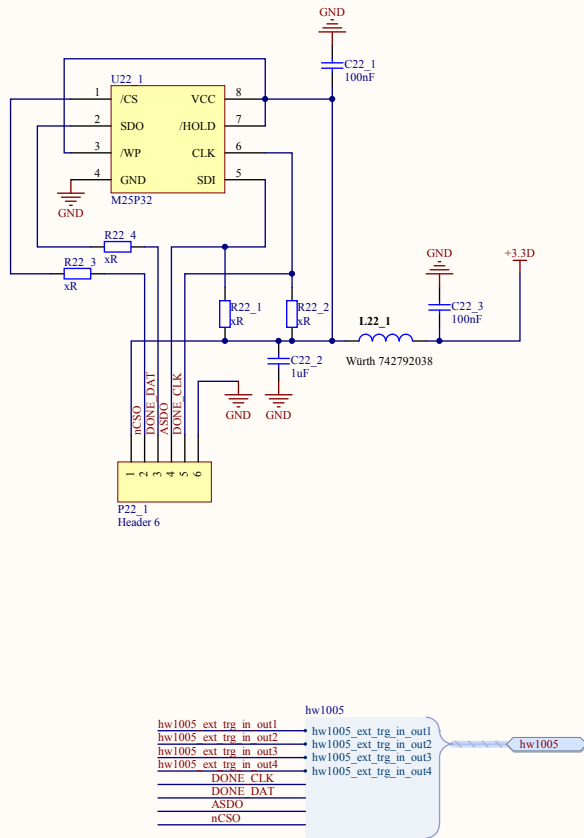 GND
C22_1
100nF
U22_1
1 /CS VCC 8
2 SDO /HOLD 7
3 /WP CLK 6
4 GND SDI 5
M25P32
GND
R22_4
xR
R22_3
xR
GND
+3.3D
R22_1
xR
R22_2
xR
C22_3
100nF
L22_1
Würth 742792038
C22_2
1uF
GND
GND
nCSO
DONE_DAT
ASDO
DONE_CLK
1 2 3 4 5 6
P22_1
Header 6
hw1005
hw1005_ext_trg_in_out1 hw1005_ext_trg_in_out1
hw1005_ext_trg_in_out2 hw1005_ext_trg_in_out2
hw1005_ext_trg_in_out3 hw1005_ext_trg_in_out3
hw1005_ext_trg_in_out4 hw1005_ext_trg_in_out4
hw1005
DONE_CLK
DONE_DAT
ASDO
nCSO